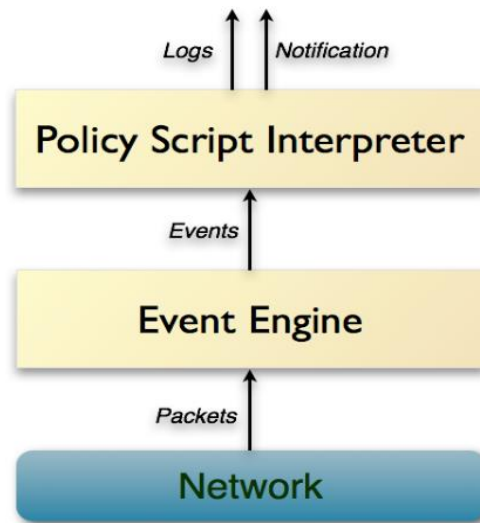 Logs
Notification
Policy Script Interpreter
Events
Event Engine
Packets
Network